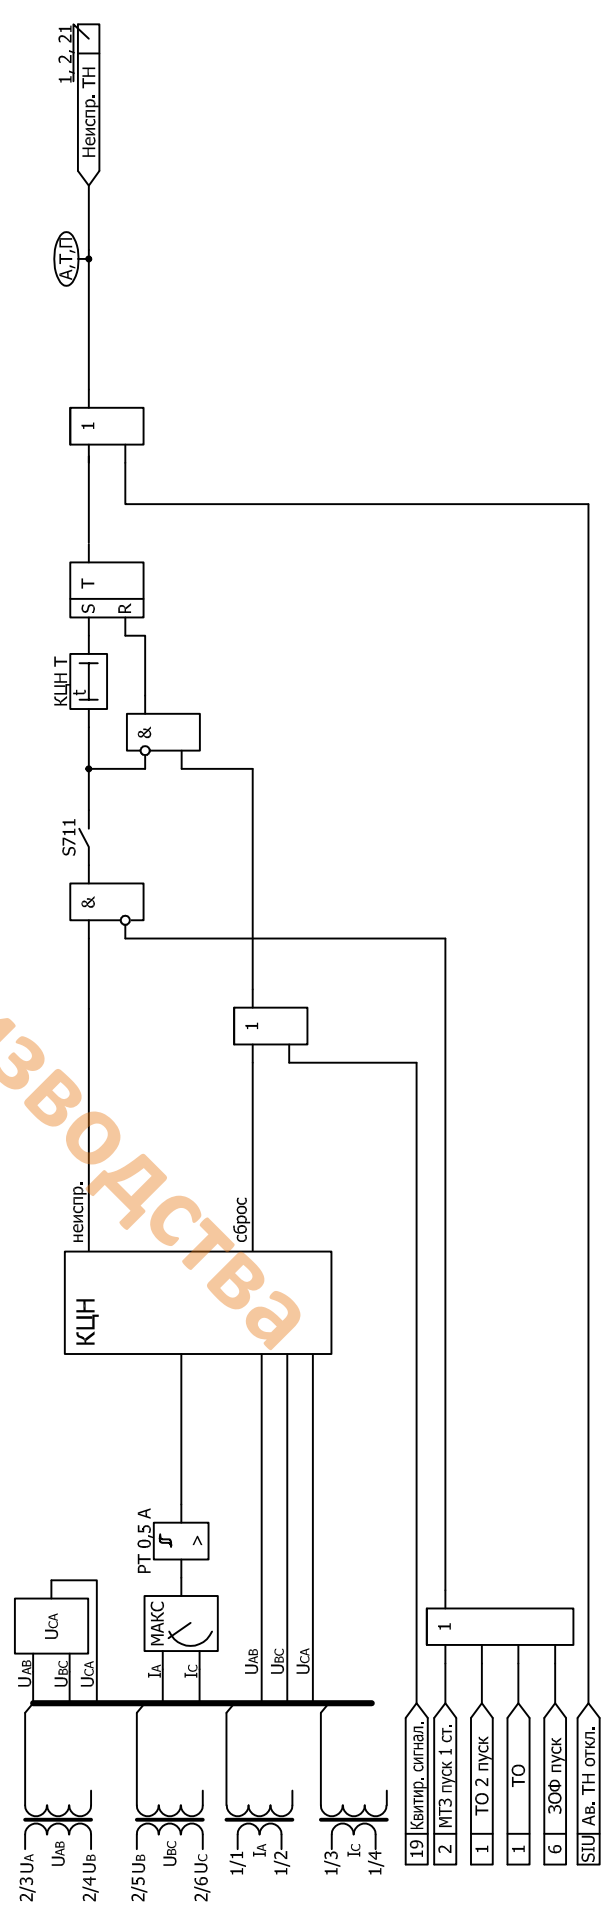 1, 2, 21
Неиспр. ТН
А,Т,П
1
T
S
R
КЦН Т
t
&
S711
&
1
неиспр.
сброс
КЦН
РТ 0,5 А
>
МАКС
UCA
UAB
UBC
UCA
IA
IC
UAB
UBC
UCA
2/3 UA
UAB
2/4 UB
2/5 UB
UBC
2/6 UC
1/1
IA
1/2
1/3
IC
1/4
1
19 Квитир. сигнал.
2 МТЗ пуск 1 ст.
1 ТО 2 пуск
1 ТО
6 ЗОФ пуск
SIU Ав. ТН откл.
изводства